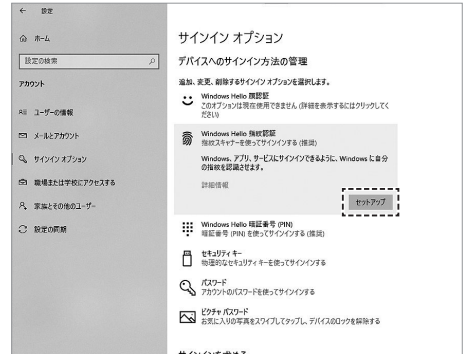 ← 設定
ホーム
設定の検索
アカウント
ユーザーの情報
メールとアカウント
サインイン オプション
職場または学校にアクセスする
家族とその他のユーザー
設定の同期
サインイン オプション
デバイスへのサインイン方法の管理
追加、変更、削除するサインイン オプションを選択します。
Windows Hello 顔認証
このオプションは現在使用できません (詳細を表示するにはクリックしてく
ださい)
Windows Hello 指紋認証
指紋スキャナーを使ってサインインする (推奨)
Windows、アプリ、サービスにサインインできるように、Windows に自分
の指紋を認識させます。
詳細情報
セットアップ
Windows Hello 暗証番号 (PIN)
暗証番号 (PIN) を使ってサインインする (推奨)
セキュリティ キー
物理的なセキュリティ キーを使ってサインインする
パスワード
アカウントのパスワードを使ってサインインする
ピクチャ パスワード
お気に入りの写真をスワイプしてタップし、デバイスのロックを解除する